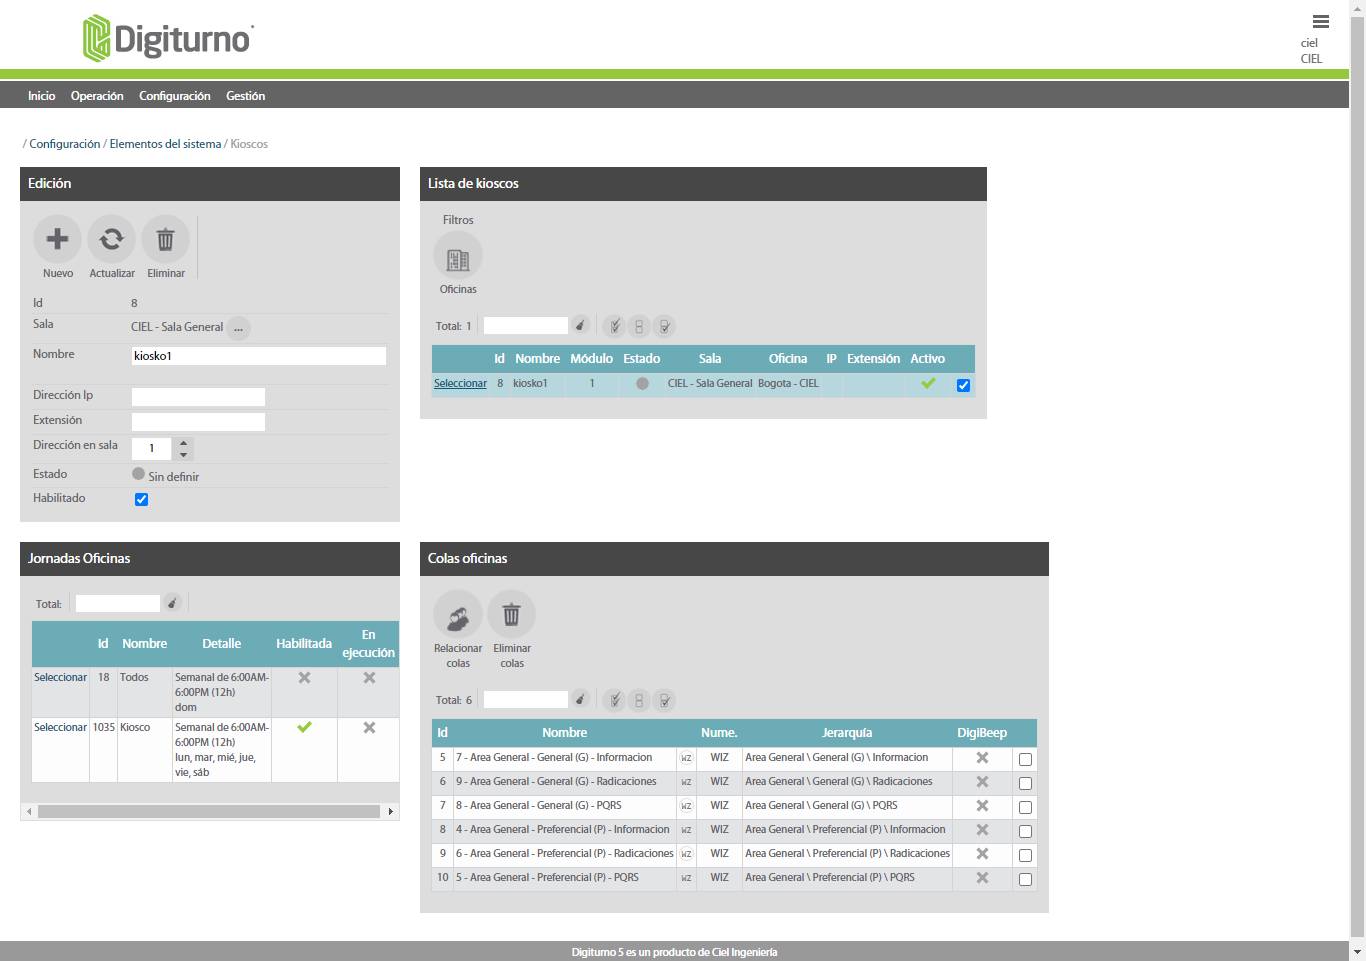 Digiturno
ciel
CIEL
Inicio Operación Configuración Gestión
/ Configuración / Elementos del sistema / Kioscos
Edición
Nuevo Actualizar Eliminar
Id 8
Sala CIEL - Sala General ...
Nombre kiosko1
Dirección Ip
Extensión
Dirección en sala 1
Estado Sin definir
Habilitado
Lista de kioscos
Filtros
Oficinas
Total: 1
Id Nombre Módulo Estado Sala Oficina IP Extensión Activo
Seleccionar 8 kiosko1 1 CIEL - Sala General Bogota - CIEL
Jornadas Oficinas
Total:
Id Nombre Detalle Habilitada En
ejecución
Seleccionar 18 Todos Semanal de 6:00AM-
6:00PM (12h)
dom
Seleccionar 1035 Kiosco Semanal de 6:00AM-
6:00PM (12h)
lun, mar, mié, jue,
vie, sáb
Colas oficinas
Relacionar colas
Eliminar colas
Total: 6
Id Nombre Nume. Jerarquía DigiBeep
5 7 - Area General - General (G) - Informacion WZ WIZ Area General \ General (G) \ Informacion
6 9 - Area General - General (G) - Radicaciones WZ WIZ Area General \ General (G) \ Radicaciones
7 8 - Area General - General (G) - PQRS WZ WIZ Area General \ General (G) \ PQRS
8 4 - Area General - Preferencial (P) - Informacion WZ WIZ Area General \ Preferencial (P) \ Informacion
9 6 - Area General - Preferencial (P) - Radicaciones WZ WIZ Area General \ Preferencial (P) \ Radicaciones
10 5 - Area General - Preferencial (P) - PQRS WZ WIZ Area General \ Preferencial (P) \ PQRS
Digiturno 5 es un producto de Ciel Ingeniería